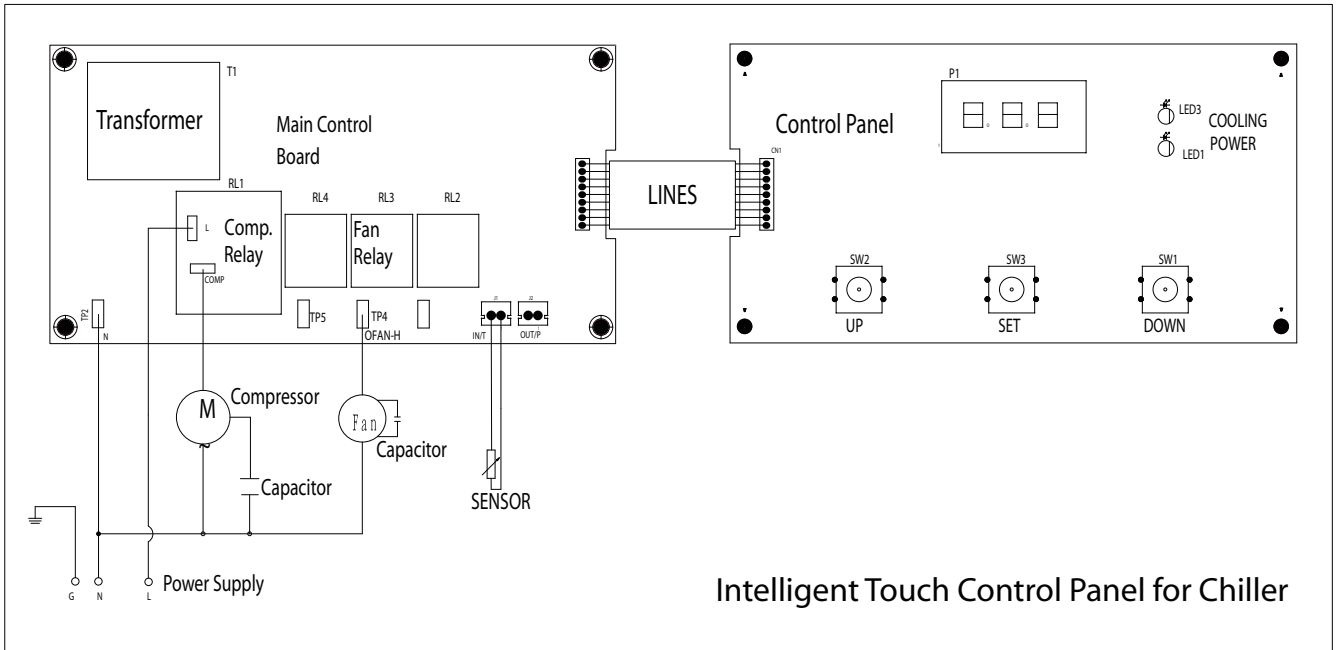 T1
Transformer
Main Control
Board
RL1
L
Comp.
Relay
COMP
RL4
RL3
Fan
Relay
RL2
TP2
N
TP5
TP4
OFAN-H
J1
IN/T
J2
OUT/P
LINES
CN1
Control Panel
P1
LED3
COOLING
POWER
LED1
SW2
UP
SW3
SET
SW1
DOWN
M
Compressor
Capacitor
Fan
Capacitor
SENSOR
G
N
L
Power Supply
Intelligent Touch Control Panel for Chiller